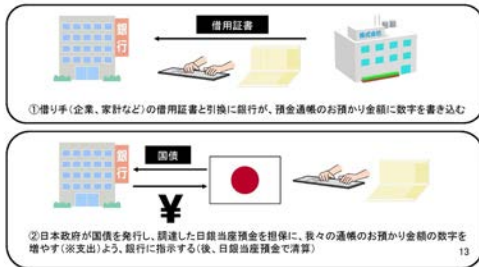 借用証書
銀行
株式会社
①借り手(企業、家計など)の借用証書と引換に銀行が、預金通帳のお預かり金額に数字を書き込む
国債
銀行
¥
②日本政府が国債を発行し、調達した日銀当座預金を担保に、我々の通帳のお預かり金額の数字を
増やす(※支出)よう、銀行に指示する(後、日銀当座預金で清算)
13